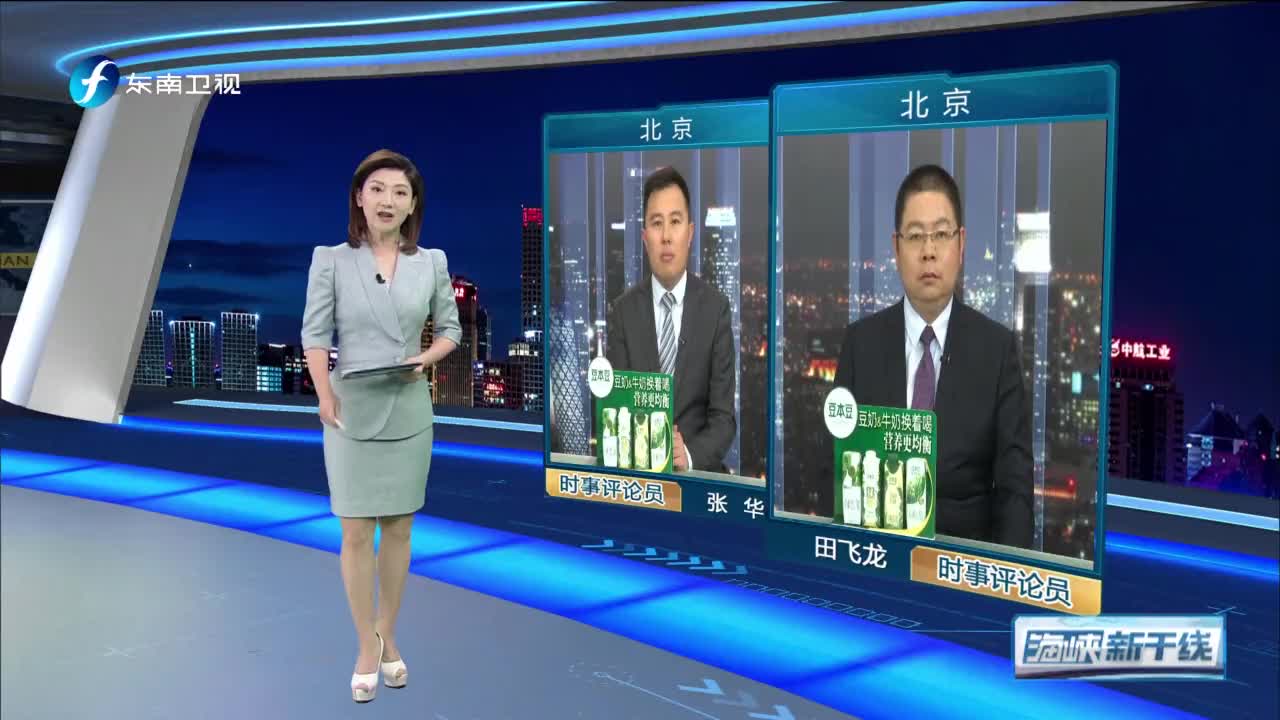 东南卫视
北京
北京
AN
中航工业
豆本豆
豆奶&牛奶换着喝
营养更均衡
豆本豆
豆奶&牛奶换着喝
营养更均衡
时事评论员
张华
田飞龙
时事评论员
海峡新干线